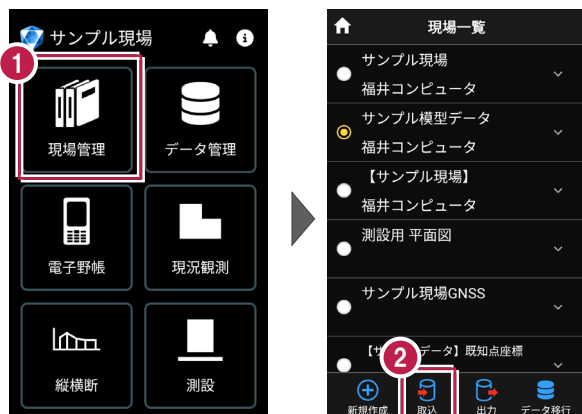 サンプル現場
1
現場管理
データ管理
電子野帳
現況観測
縦横断
測設
現場一覧
サンプル現場
福井コンピュータ
サンプル模型データ
福井コンピュータ
【サンプル現場】
福井コンピュータ
測設用 平面図
サンプル現場GNSS
【サ データ】既知点座標
2
新規作成
取込
出力
データ移行